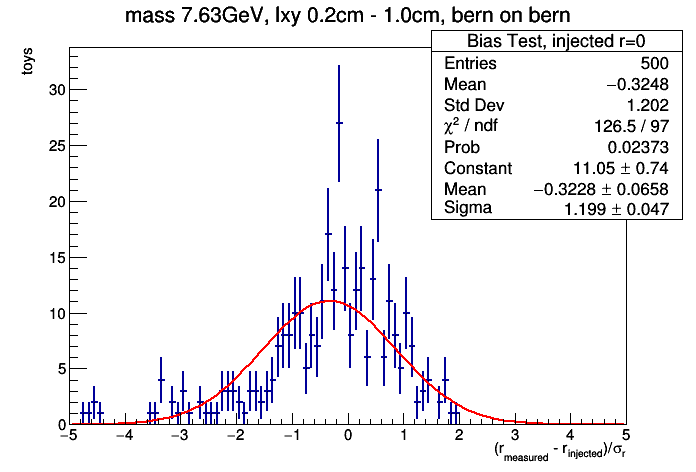 mass 7.63GeV, lxy 0.2cm - 1.0cm, bern on bern
Bias Test, injected r=0
Entries 500
Mean −0.3248
Std Dev 1.202
χ² / ndf 126.5 / 97
Prob 0.02373
Constant 11.05 ± 0.74
Mean −0.3228 ± 0.0658
Sigma 1.199 ± 0.047
toys
30
25
20
15
10
5
0
−5 −4 −3 −2 −1 0 1 2 3 4 5
(r_measured - r_injected)/σ_r